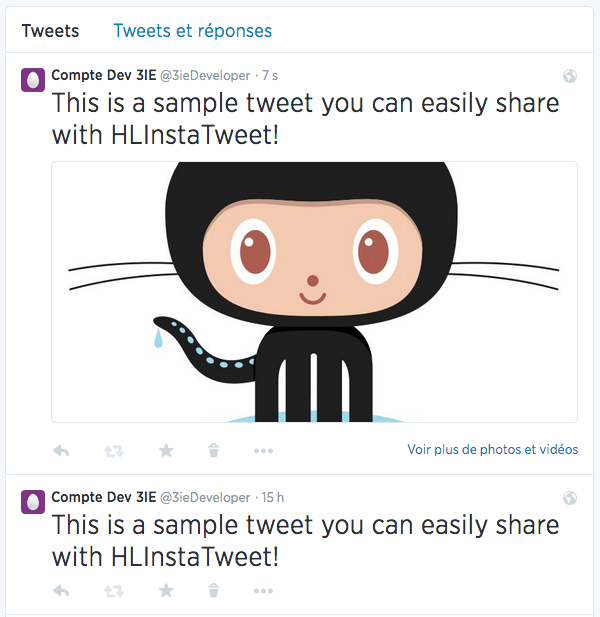 Tweets Tweets et réponses
Compte Dev 3IE @3ieDeveloper · 7 s
This is a sample tweet you can easily share
with HLInstaTweet!
Voir plus de photos et vidéos
Compte Dev 3IE @3ieDeveloper · 15 h
This is a sample tweet you can easily share
with HLInstaTweet!